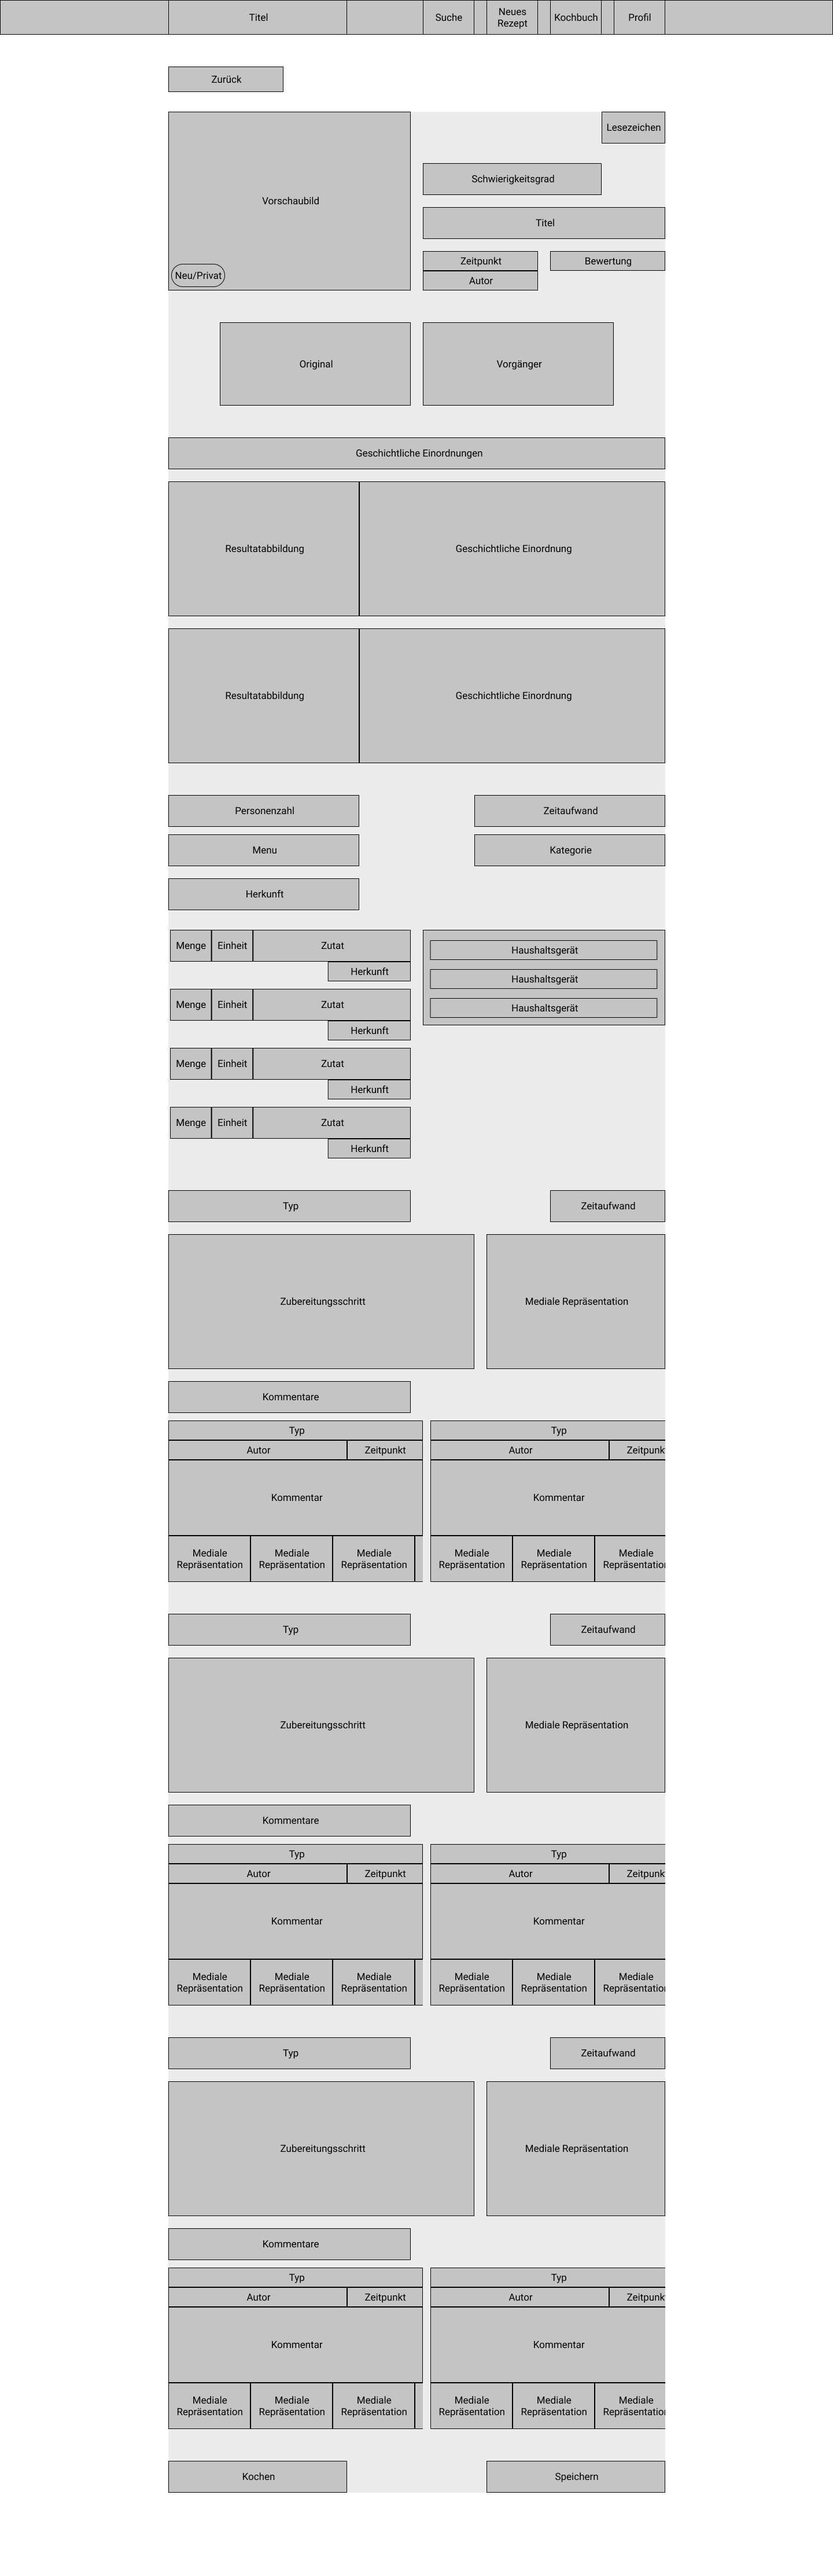 Titel
Suche
Neues
Rezept
Kochbuch
Profil
Zurück
Vorschaubild
Neu/Privat
Lesezeichen
Schwierigkeitsgrad
Titel
Zeitpunkt
Bewertung
Autor
Original
Vorgänger
Geschichtliche Einordnungen
Resultatabbildung
Geschichtliche Einordnung
Resultatabbildung
Geschichtliche Einordnung
Personenzahl
Zeitaufwand
Menu
Kategorie
Herkunft
Menge
Einheit
Zutat
Herkunft
Menge
Einheit
Zutat
Herkunft
Menge
Einheit
Zutat
Herkunft
Menge
Einheit
Zutat
Herkunft
Haushaltsgerät
Haushaltsgerät
Haushaltsgerät
Typ
Zeitaufwand
Zubereitungsschritt
Mediale Repräsentation
Kommentare
Typ
Autor
Zeitpunkt
Kommentar
Mediale
Repräsentation
Mediale
Repräsentation
Mediale
Repräsentation
Typ
Autor
Zeitpunk
Kommentar
Mediale
Repräsentation
Mediale
Repräsentation
Mediale
Repräsentatio
Typ
Zeitaufwand
Zubereitungsschritt
Mediale Repräsentation
Kommentare
Typ
Autor
Zeitpunkt
Kommentar
Mediale
Repräsentation
Mediale
Repräsentation
Mediale
Repräsentation
Typ
Autor
Zeitpunk
Kommentar
Mediale
Repräsentation
Mediale
Repräsentation
Mediale
Repräsentatio
Typ
Zeitaufwand
Zubereitungsschritt
Mediale Repräsentation
Kommentare
Typ
Autor
Zeitpunkt
Kommentar
Mediale
Repräsentation
Mediale
Repräsentation
Mediale
Repräsentation
Typ
Autor
Zeitpunk
Kommentar
Mediale
Repräsentation
Mediale
Repräsentation
Mediale
Repräsentatio
Kochen
Speichern